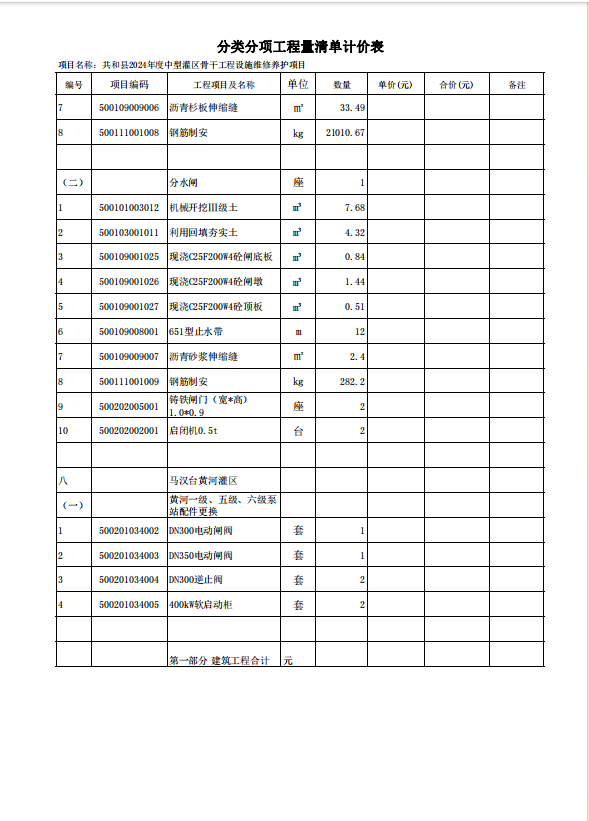 分类分项工程量清单计价表
项目名称: 共和县2024年度中型灌区骨干工程设施维修养护项目
编号 项目编码 工程项目及名称 单位 数量 单价(元) 合价(元) 备注
7 500109009006 沥青杉板伸缩缝 m² 33.49
8 500111001008 钢筋制安 kg 21010.67
(二) 分水闸 座 1
1 500101003012 机械开挖Ⅲ级土 m³ 7.68
2 500103001011 利用回填夯实土 m³ 4.32
3 500109001025 现浇C25F200W4砼闸底板 m³ 0.84
4 500109001026 现浇C25F200W4砼闸墩 m³ 1.44
5 500109001027 现浇C25F200W4砼顶板 m³ 0.51
6 500109008001 651型止水带 m 12
7 500109009007 沥青砂浆伸缩缝 m² 2.4
8 500111001009 钢筋制安 kg 282.2
9 500202005001 铸铁闸门(宽*高) 座 2
1.0*0.9
10 500202002001 启闭机0.5t 台 2
八 马汉台黄河灌区
(一) 黄河一级、五级、六级泵
站配件更换
1 500201034002 DN300电动闸阀 套 1
2 500201034003 DN350电动闸阀 套 1
3 500201034004 DN300逆止阀 套 2
4 500201034005 400kW软启动柜 套 2
第一部分 建筑工程合计 元